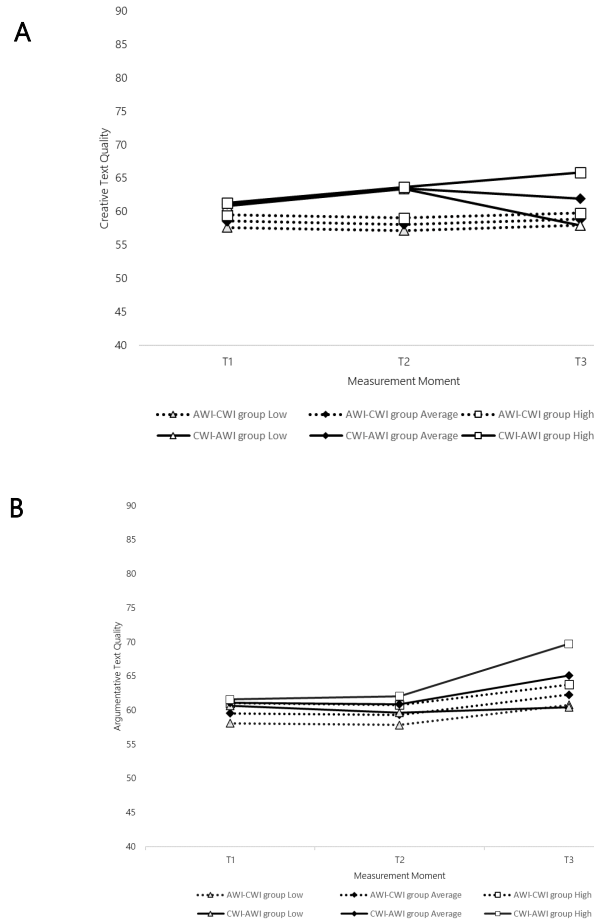 A
90
85
80
75
70
65
60
55
50
45
40
Creative Text Quality
T1 T2 T3
Measurement Moment
AWI-CWI group Low AWI-CWI group Average AWI-CWI group High
CWI-AWI group Low CWI-AWI group Average CWI-AWI group High
B
90
85
80
75
70
65
60
55
50
45
40
Argumentative Text Quality
T1 T2 T3
Measurement Moment
AWI-CWI group Low AWI-CWI group Average AWI-CWI group High
CWI-AWI group Low CWI-AWI group Average CWI-AWI group High